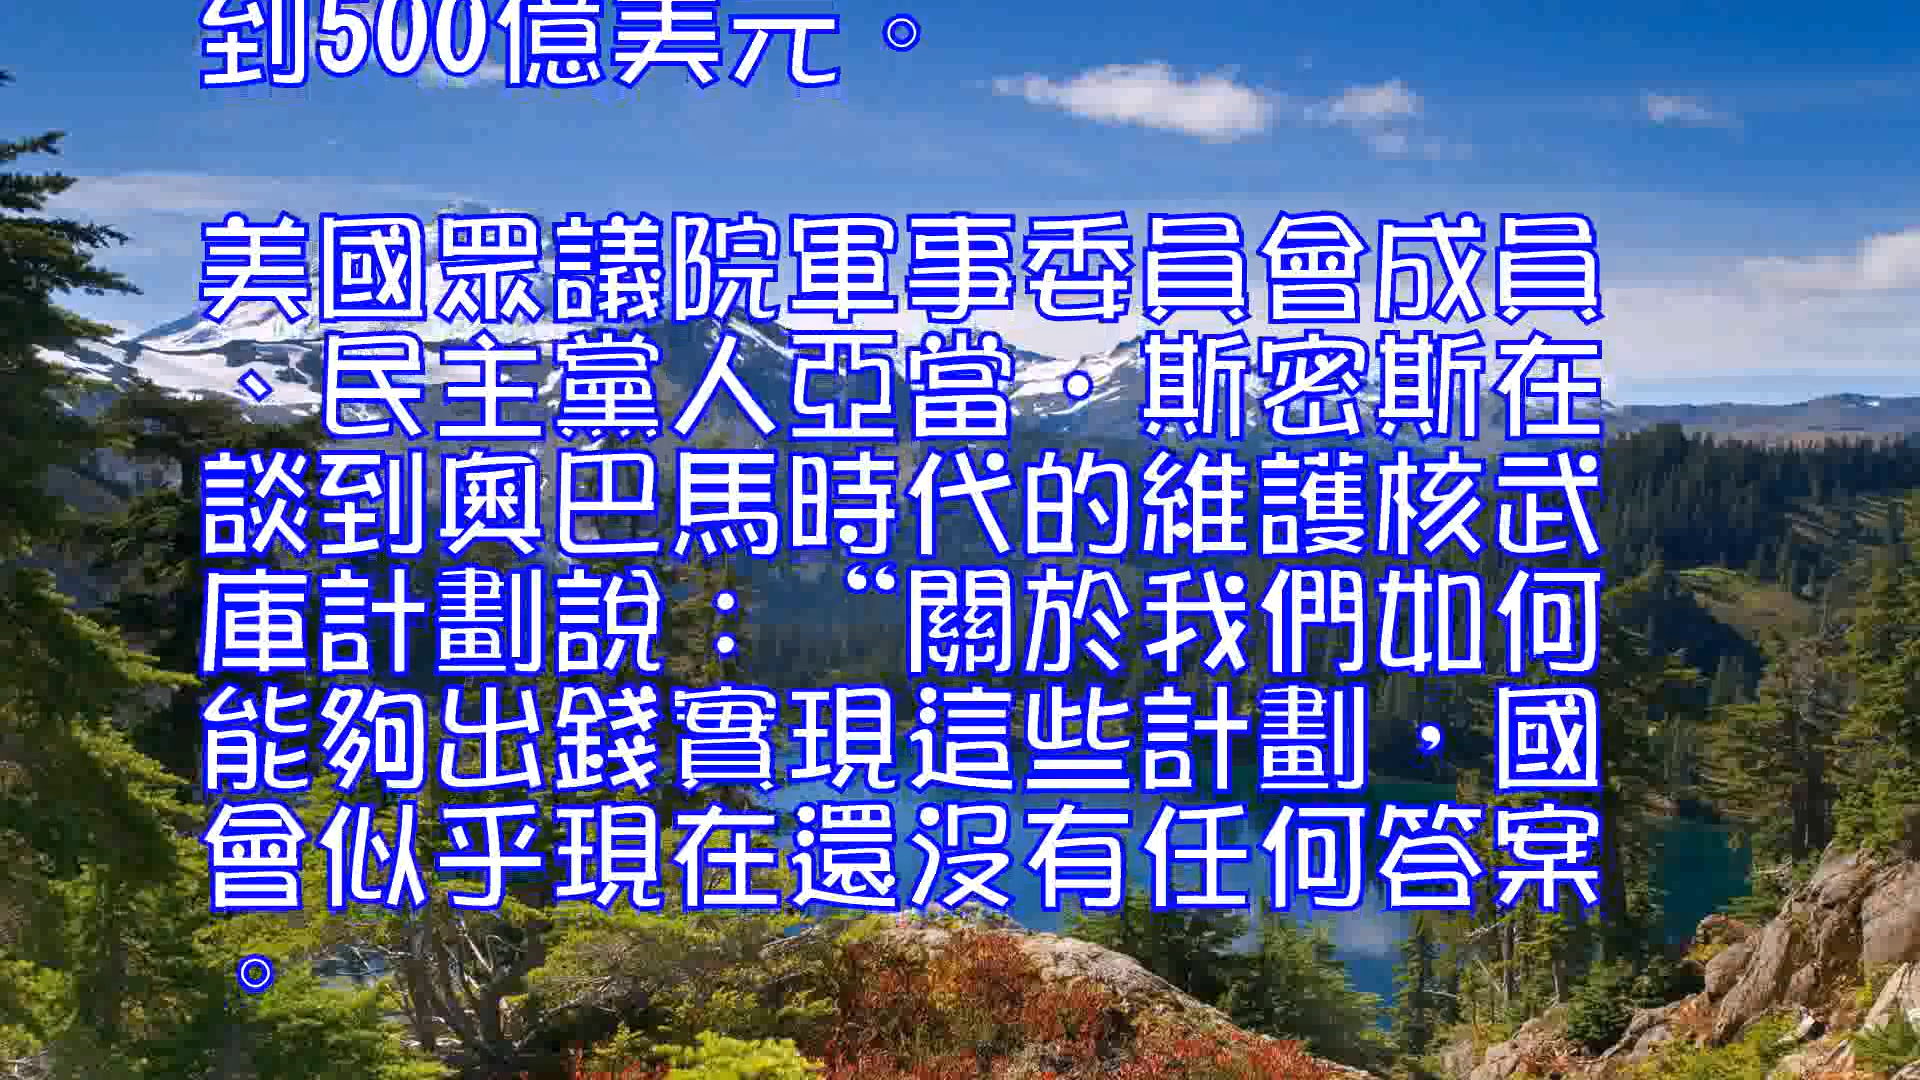 到500億美元。
美國眾議院軍事委員會成員
、民主黨人亞當·斯密斯在
談到奧巴馬時代的維護核武
庫計劃說：“關於我們如何
能夠出錢實現這些計劃，國
會似乎現在還沒有任何答案
。